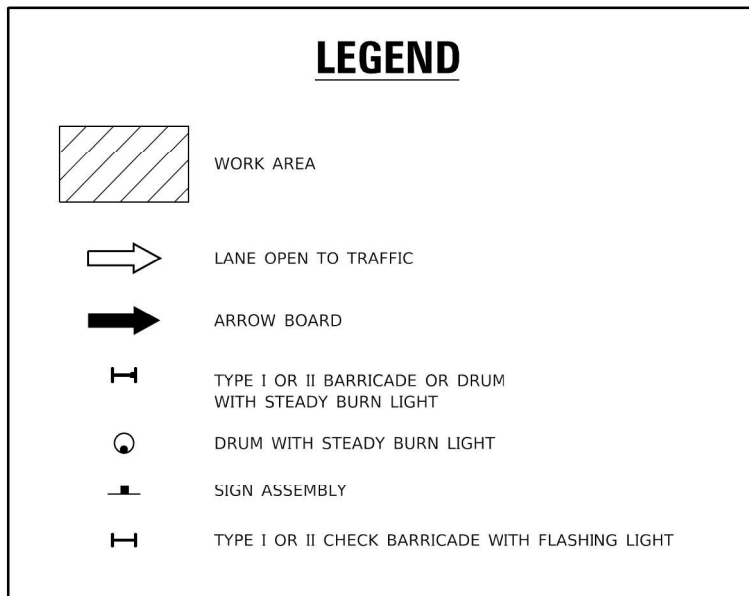 LEGEND
WORK AREA
LANE OPEN TO TRAFFIC
ARROW BOARD
TYPE I OR II BARRICADE OR DRUM
WITH STEADY BURN LIGHT
DRUM WITH STEADY BURN LIGHT
SIGN ASSEMBLY
TYPE I OR II CHECK BARRICADE WITH FLASHING LIGHT